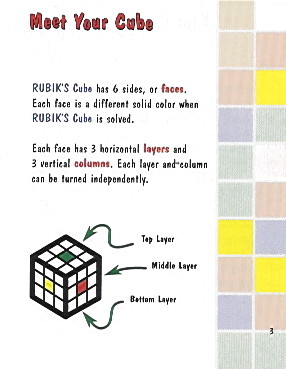 Meet Your Cube
RUBIK'S Cube has 6 sides, or faces.
Each face is a different solid color when
RUBIK'S Cube is solved.
Each face has 3 horizontal layers and
3 vertical columns. Each layer and column
can be turned independently.
Top Layer
Middle Layer
Bottom Layer
3